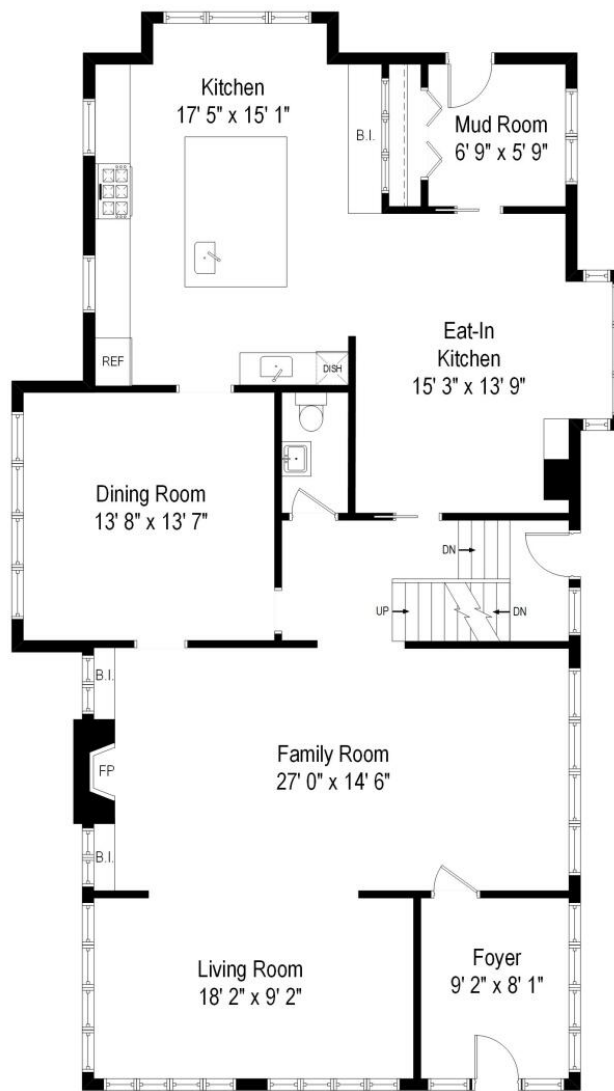 Kitchen
17' 5" x 15' 1"
B.I.
Mud Room
6' 9" x 5' 9"
Eat-In
Kitchen
15' 3" x 13' 9"
REF
DISH
Dining Room
13' 8" x 13' 7"
DN
UP
DN
B.I.
FP
B.I.
Family Room
27' 0" x 14' 6"
Living Room
18' 2" x 9' 2"
Foyer
9' 2" x 8' 1"